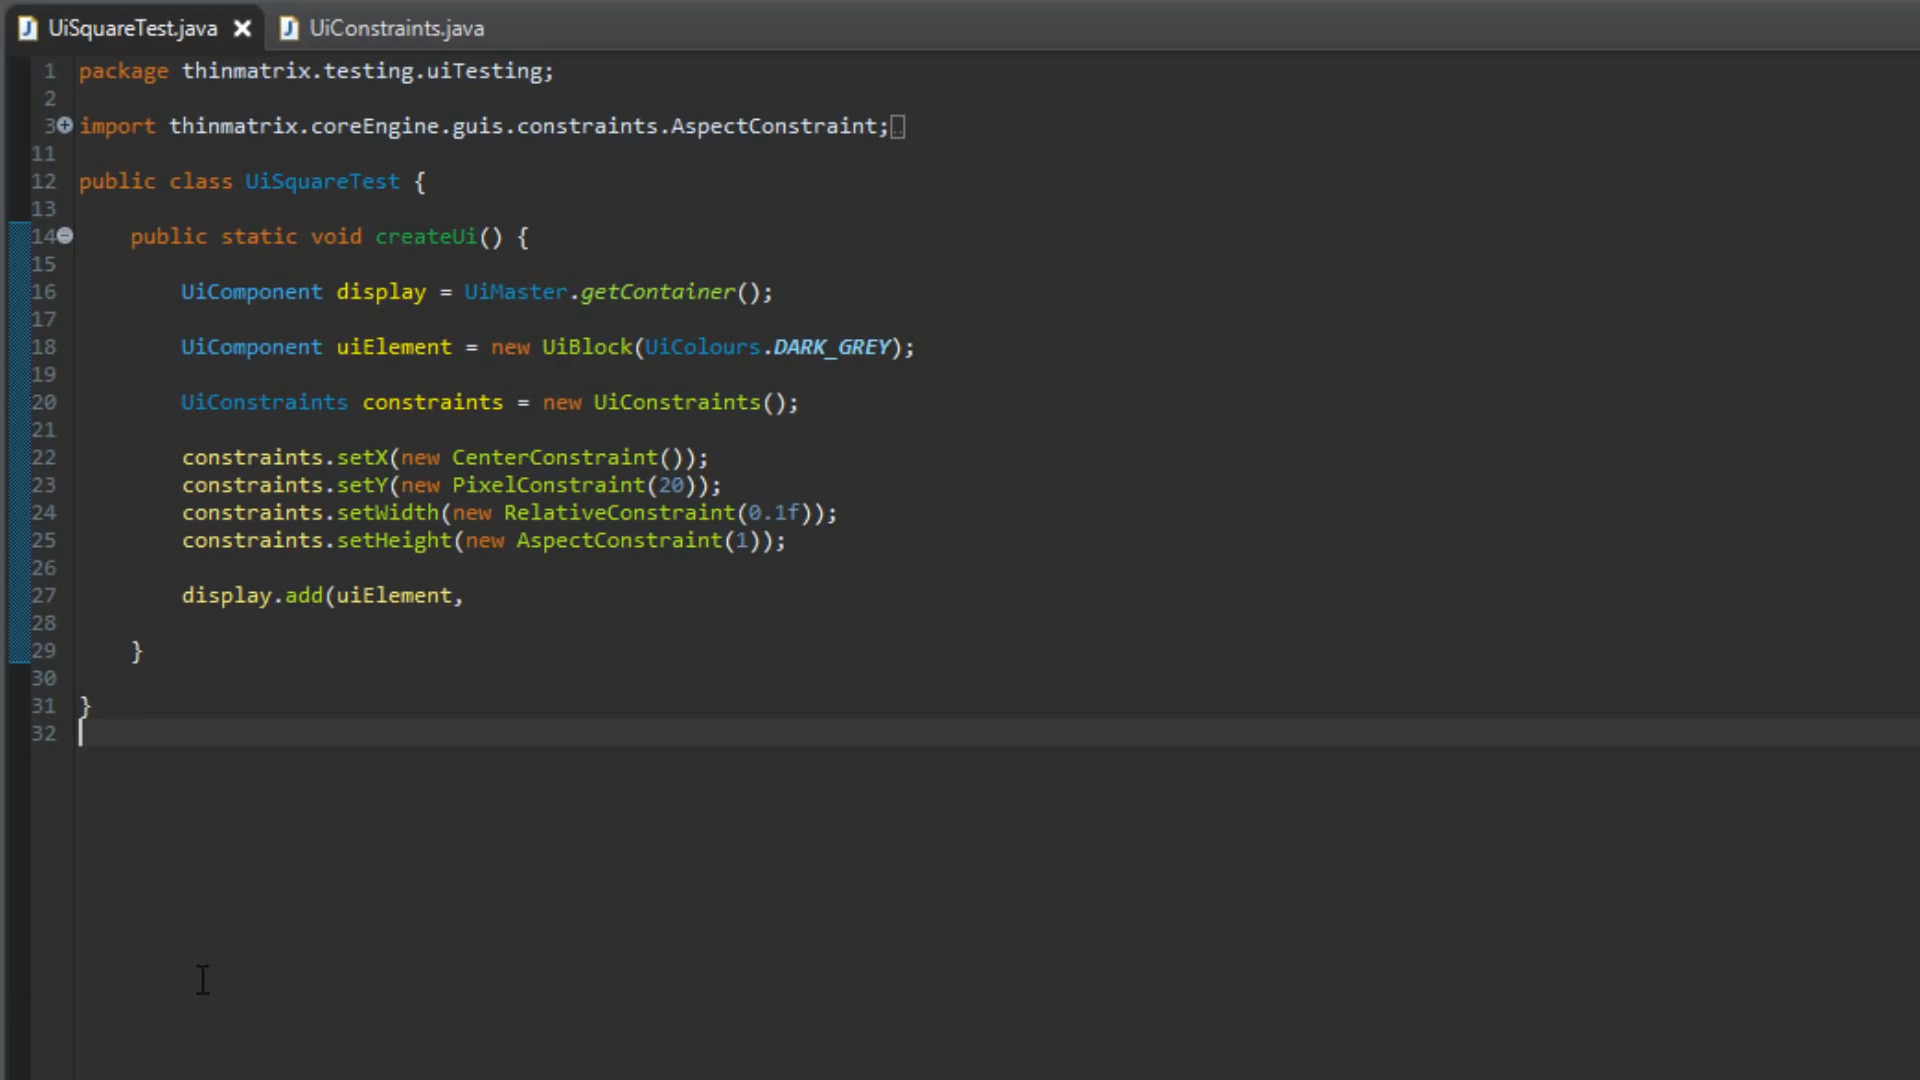 UiSquareTest.java UiConstraints.java
1 package thinmatrix.testing.uiTesting;
2
3 import thinmatrix.coreEngine.guis.constraints.AspectConstraint;
11
12 public class UiSquareTest {
13
14 public static void createUi() {
15
16 UiComponent display = UiMaster.getContainer();
17
18 UiComponent uiElement = new UiBlock(UiColours.DARK_GREY);
19
20 UiConstraints constraints = new UiConstraints();
21
22 constraints.setX(new CenterConstraint());
23 constraints.setY(new PixelConstraint(20));
24 constraints.setWidth(new RelativeConstraint(0.1f));
25 constraints.setHeight(new AspectConstraint(1));
26
27 display.add(uiElement,
28
29 }
30
31 }
32